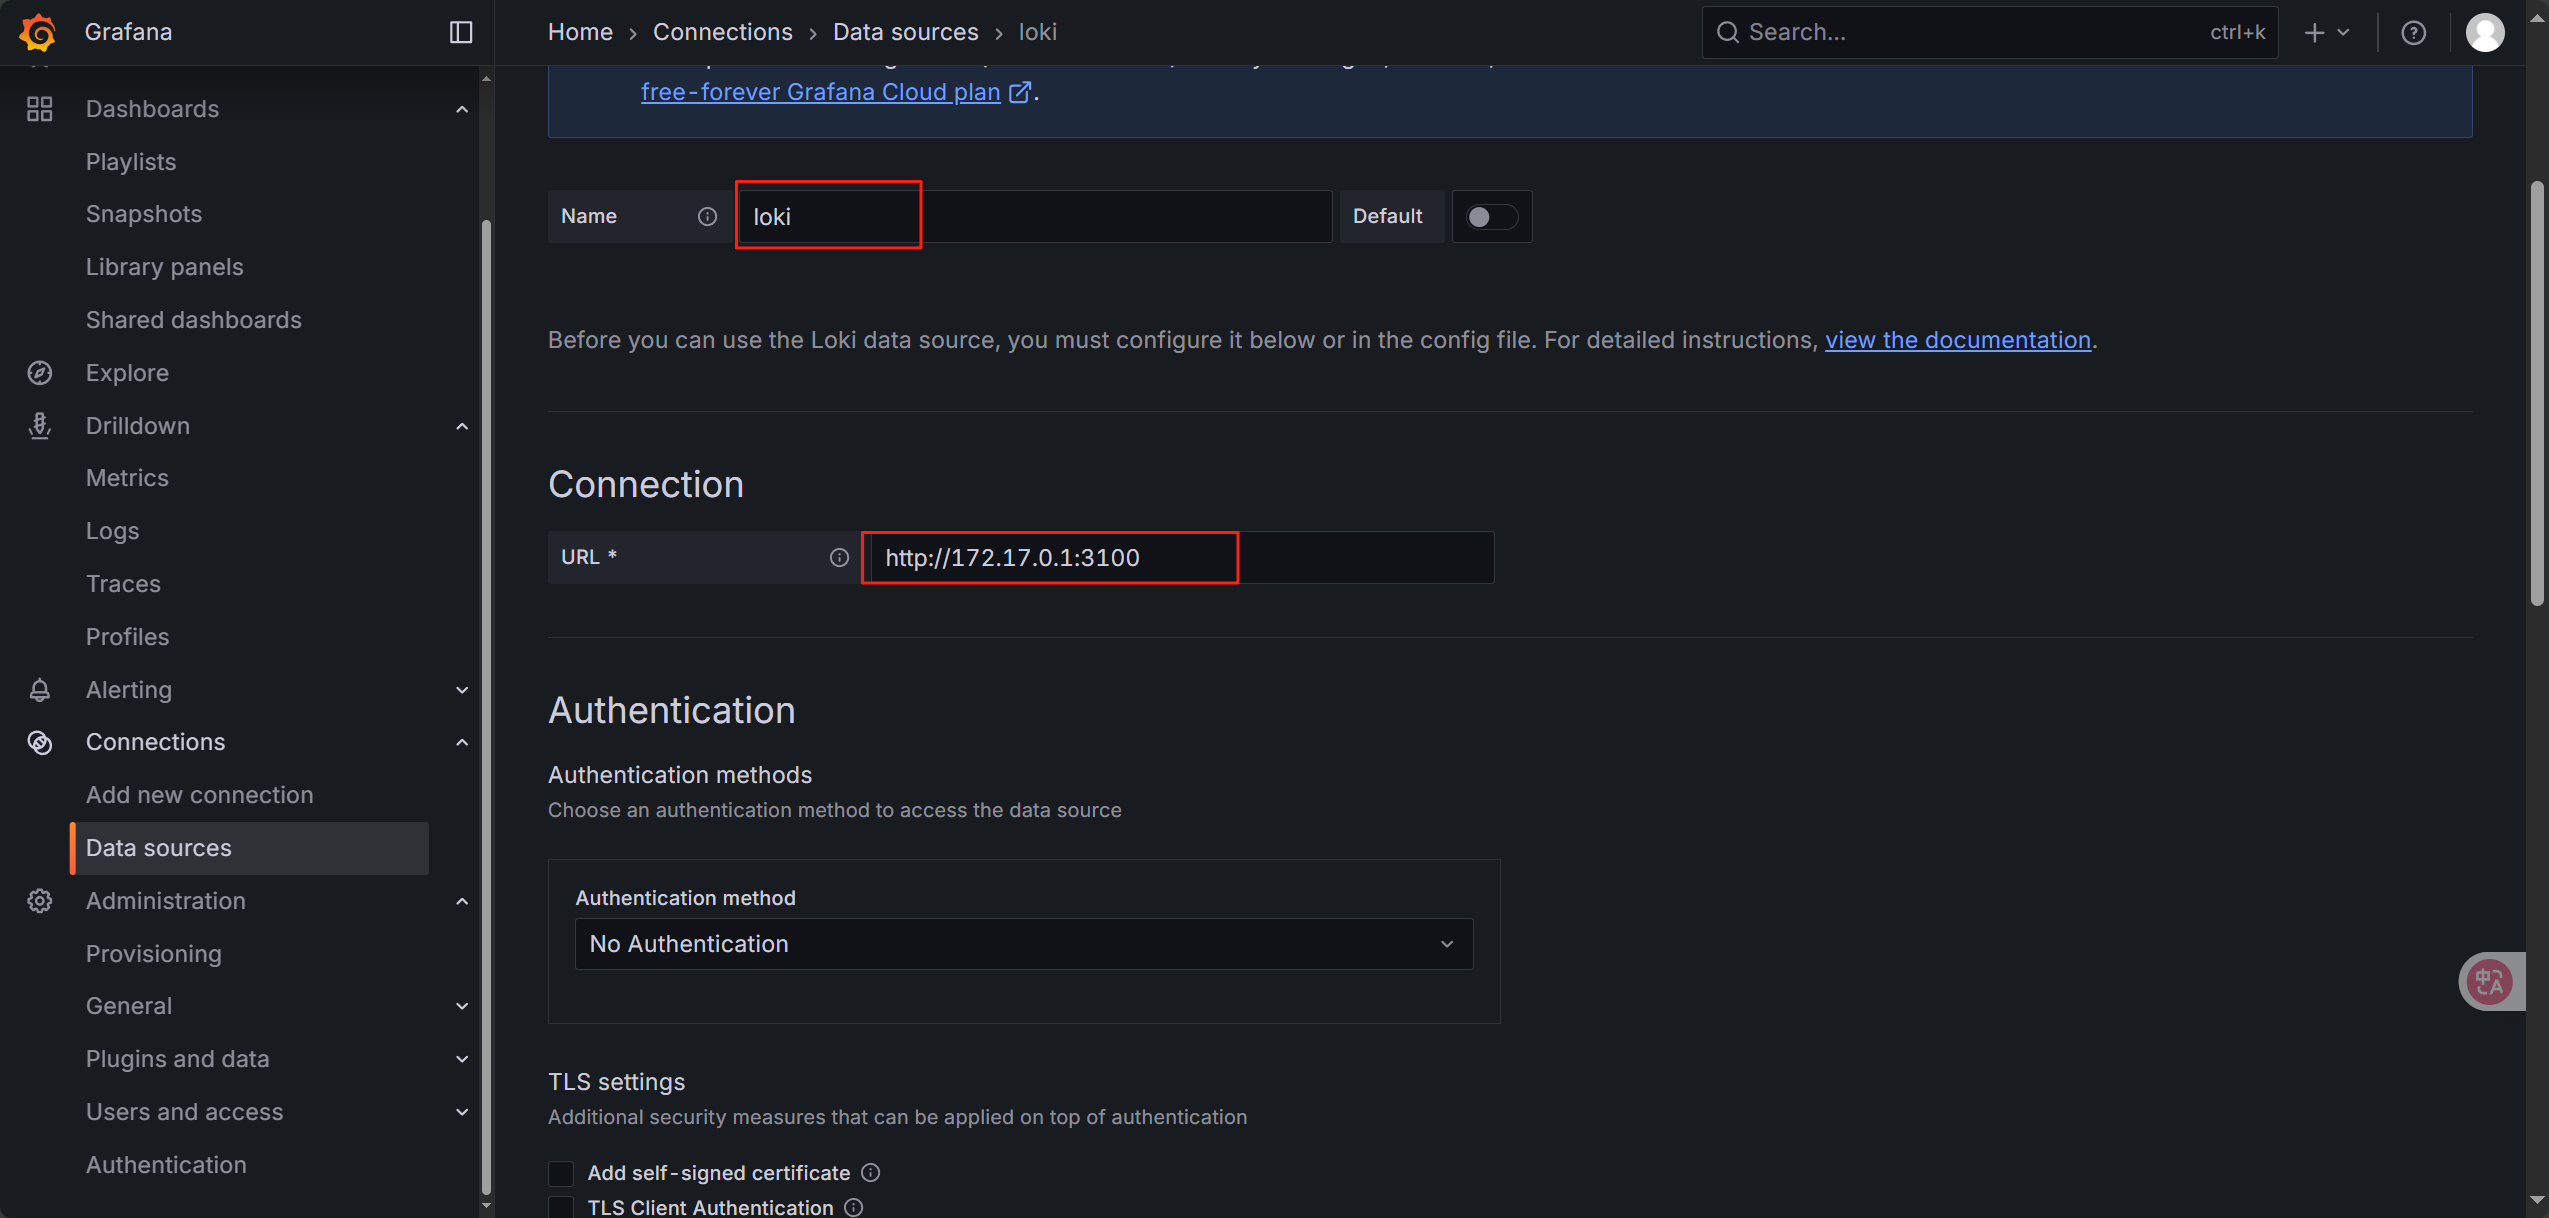 Grafana
Home › Connections › Data sources › loki
Search...
ctrl+k
Dashboards
Playlists
Snapshots
Library panels
Shared dashboards
Explore
Drilldown
Metrics
Logs
Traces
Profiles
Alerting
Connections
Add new connection
Data sources
Administration
Provisioning
General
Plugins and data
Users and access
Authentication
free-forever Grafana Cloud plan.
Name
loki
Default
Before you can use the Loki data source, you must configure it below or in the config file. For detailed instructions, view the documentation.
Connection
URL *
http://172.17.0.1:3100
Authentication
Authentication methods
Choose an authentication method to access the data source
Authentication method
No Authentication
TLS settings
Additional security measures that can be applied on top of authentication
Add self-signed certificate
TLS Client Authentication
中
A